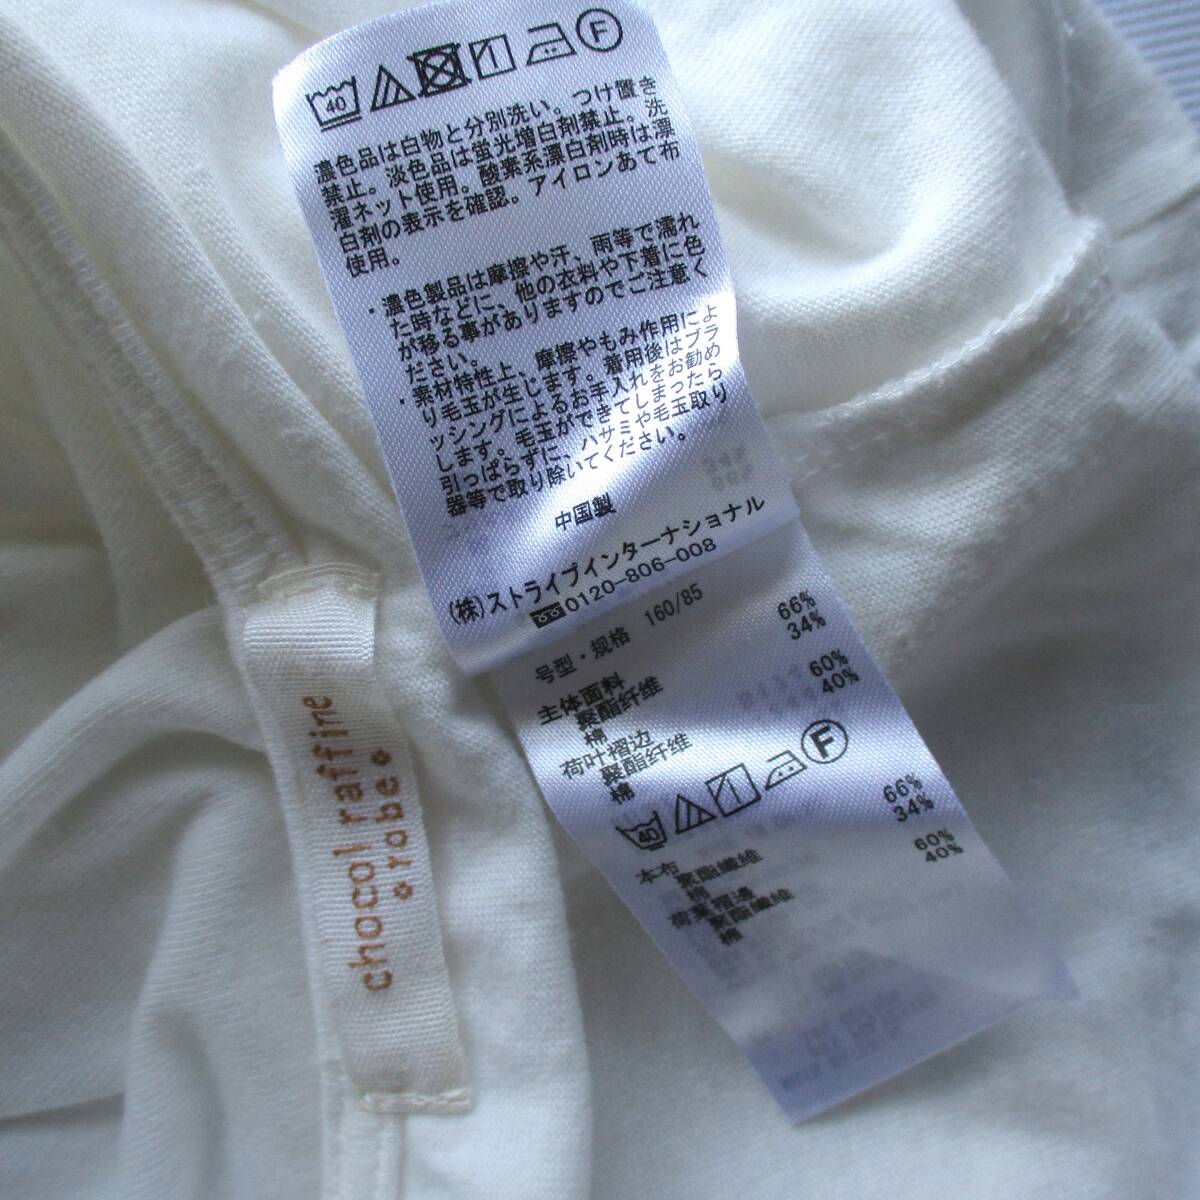 40
F
濃色品は白物と分別洗い。つけ置き
禁止。淡色品は蛍光増白剤禁止。洗
濯ネット使用。酸素系漂白剤時は漂
白剤の表示を確認。アイロンあて布
使用。
・濃色製品は摩擦や汗、雨等で濡れ
た時などに、他の衣料や下着に色
が移る事がありますのでご注意く
ださい。
・素材特性上、摩擦やもみ作用によ
り毛玉が生じます。着用後はブラ
ッシングによるお手入れをお勧め
します。毛玉ができてしまったら
引っぱらずに、ハサミや毛玉取り
器等で取り除いてください。
中国製
(株)ストライプインターナショナル
0120-806-008
号型・规格 160/85
主体面料
聚酯纤维 66%
棉 34%
荷叶褶边
聚酯纤维 60%
棉 40%
40
F
本布
聚酯纖維 66%
棉 34%
荷葉褶邊
聚酯纖維 60%
棉 40%
chocol raffine
robe